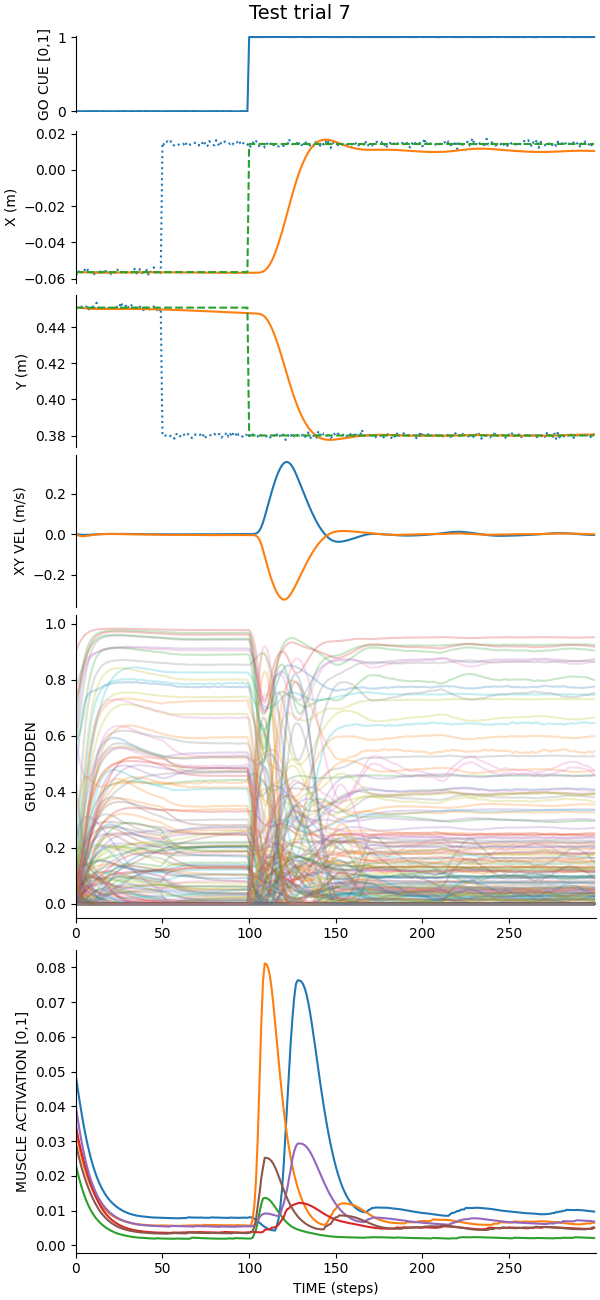 Test trial 7
GO CUE [0,1]
1
0
X (m)
0.02
0.00
−0.02
−0.04
−0.06
Y (m)
0.44
0.42
0.40
0.38
XY VEL (m/s)
0.2
0.0
−0.2
GRU HIDDEN
1.0
0.8
0.6
0.4
0.2
0.0
0 50 100 150 200 250
MUSCLE ACTIVATION [0,1]
0.08
0.07
0.06
0.05
0.04
0.03
0.02
0.01
0.00
0 50 100 150 200 250
TIME (steps)